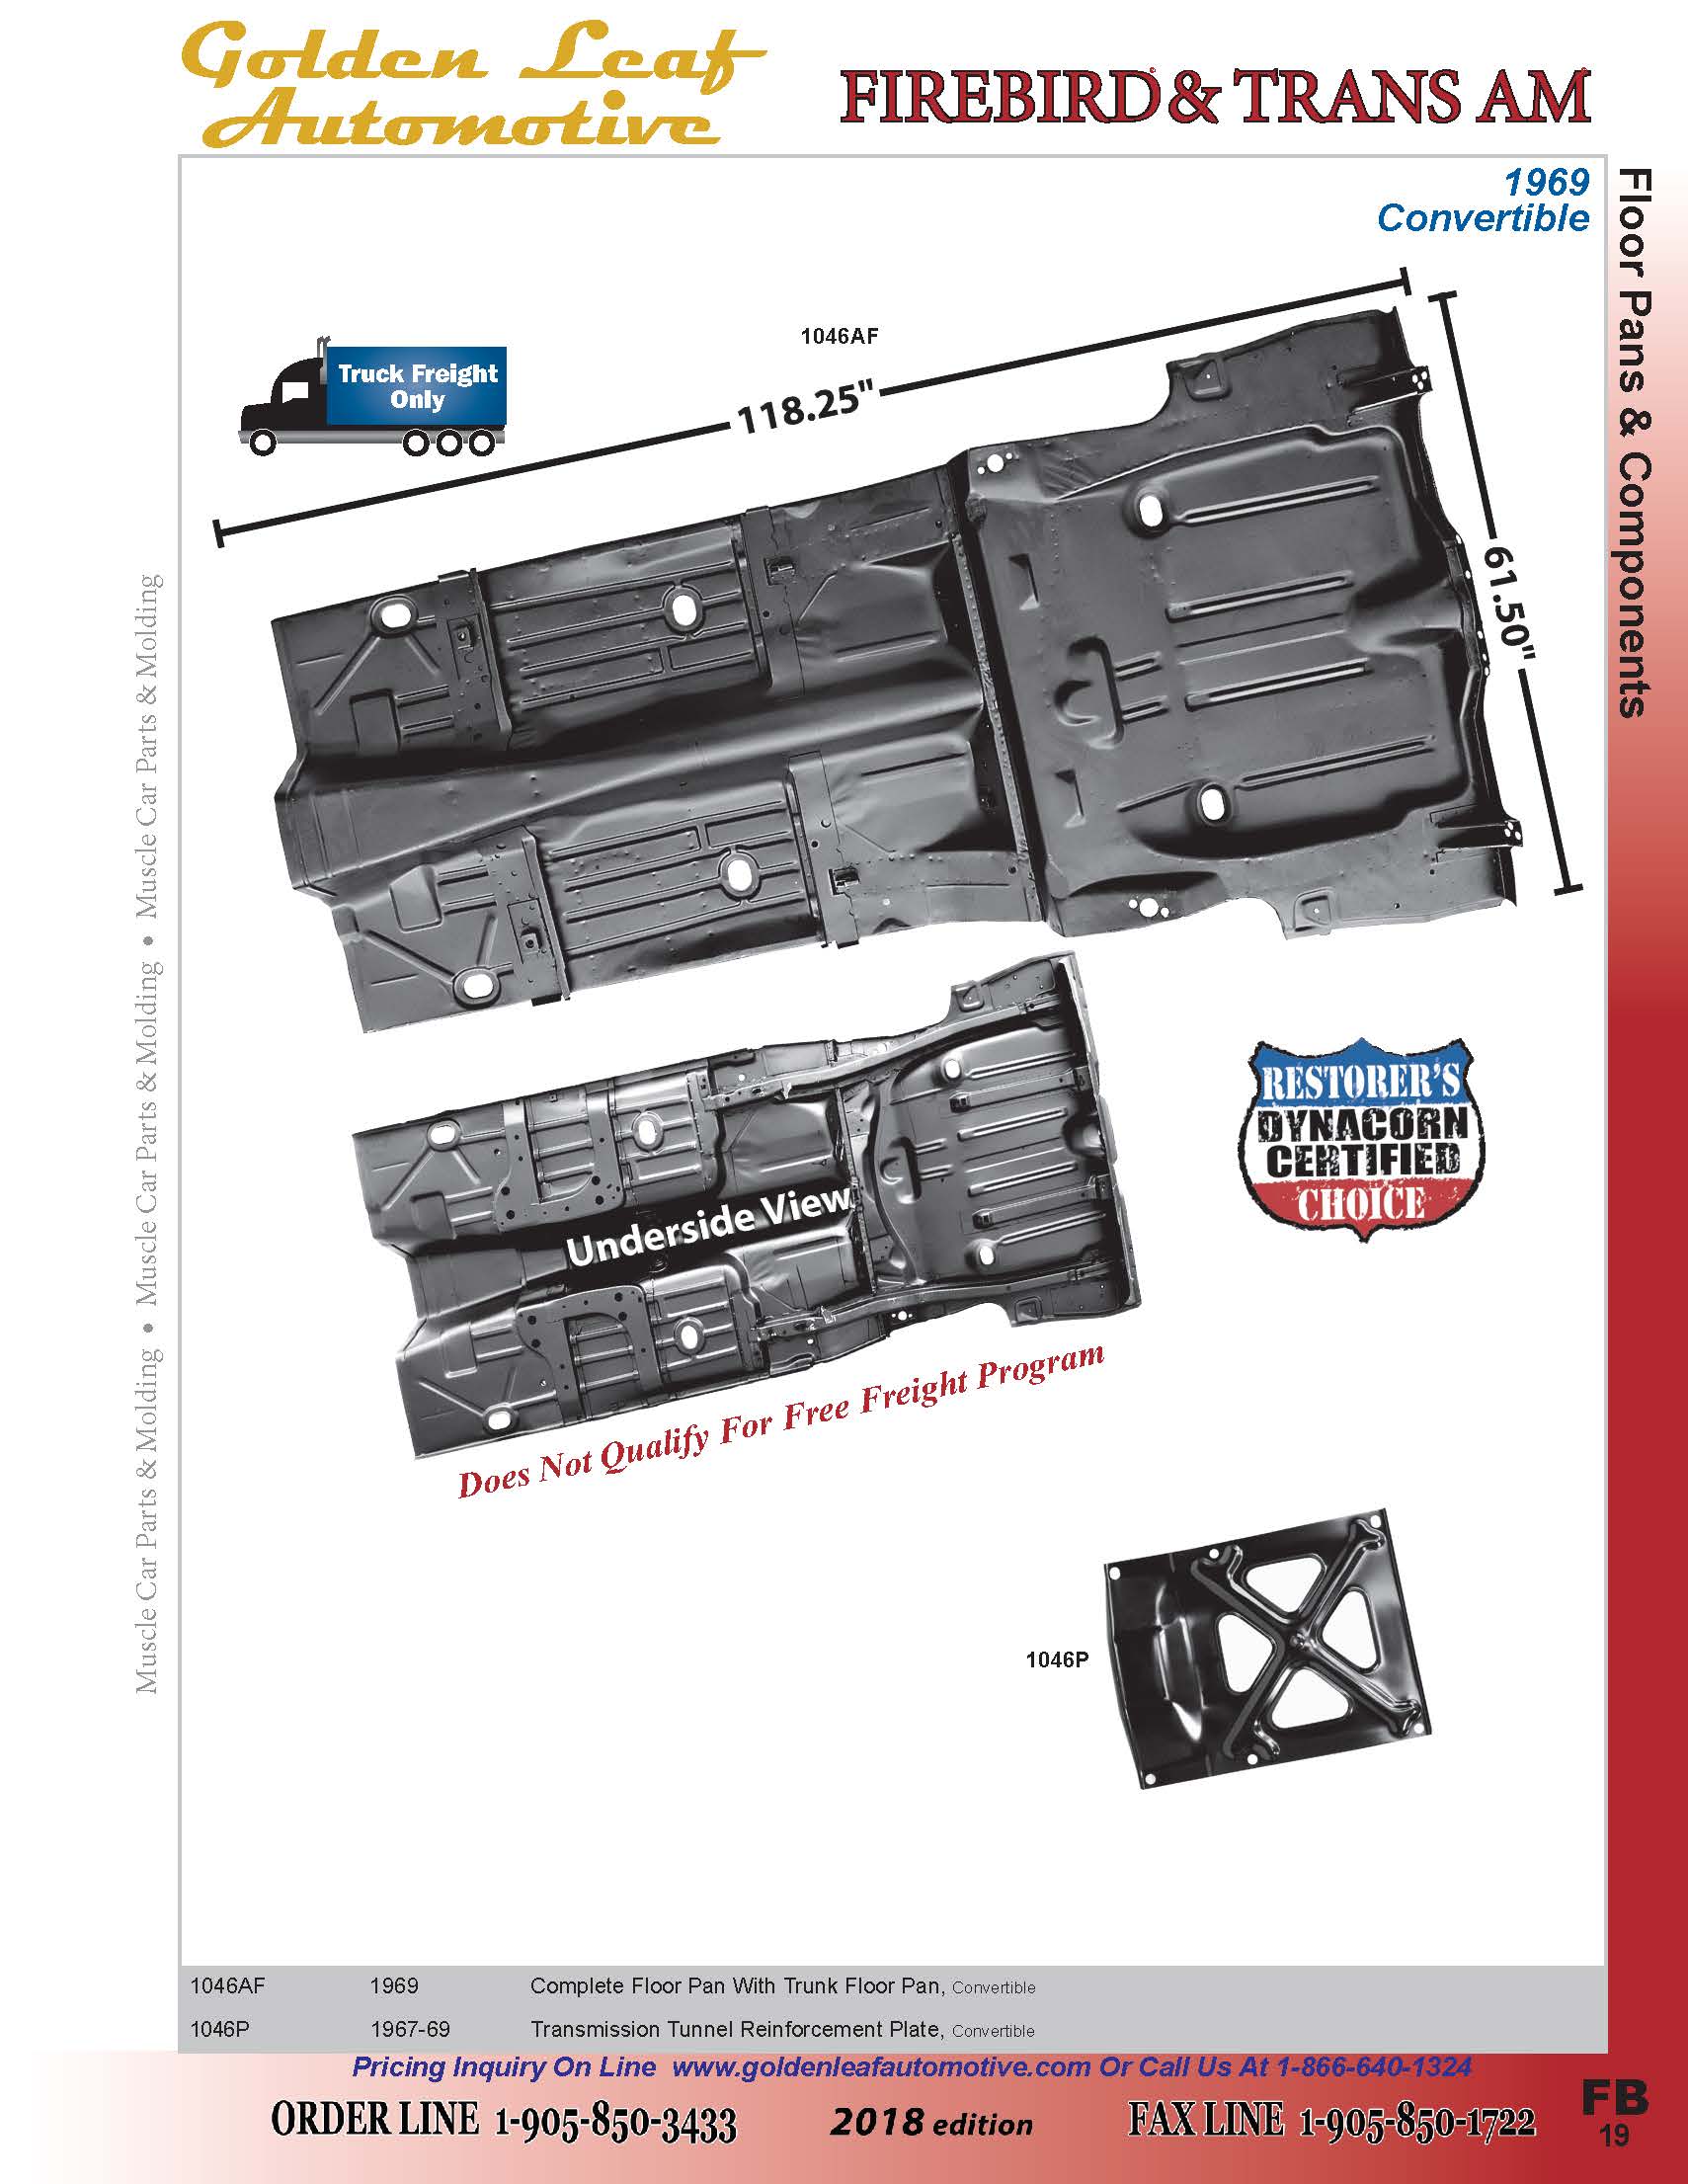 Golden Leaf
Automotive
FIREBIRD & TRANS AM
1969
Convertible
Floor Pans & Components
1046AF
Truck Freight
Only
118.25"
61.50"
Muscle Car Parts & Molding • Muscle Car Parts & Molding • Muscle Car Parts & Molding
RESTORER'S
DYNACORN
CERTIFIED
CHOICE
Underside View
Does Not Qualify For Free Freight Program
1046P
1046AF 1969 Complete Floor Pan With Trunk Floor Pan, Convertible
1046P 1967-69 Transmission Tunnel Reinforcement Plate, Convertible
Pricing Inquiry On Line www.goldenleafautomotive.com Or Call Us At 1-866-640-1324
ORDER LINE 1-905-850-3433 2018 edition FAX LINE 1-905-850-1722
FB
19